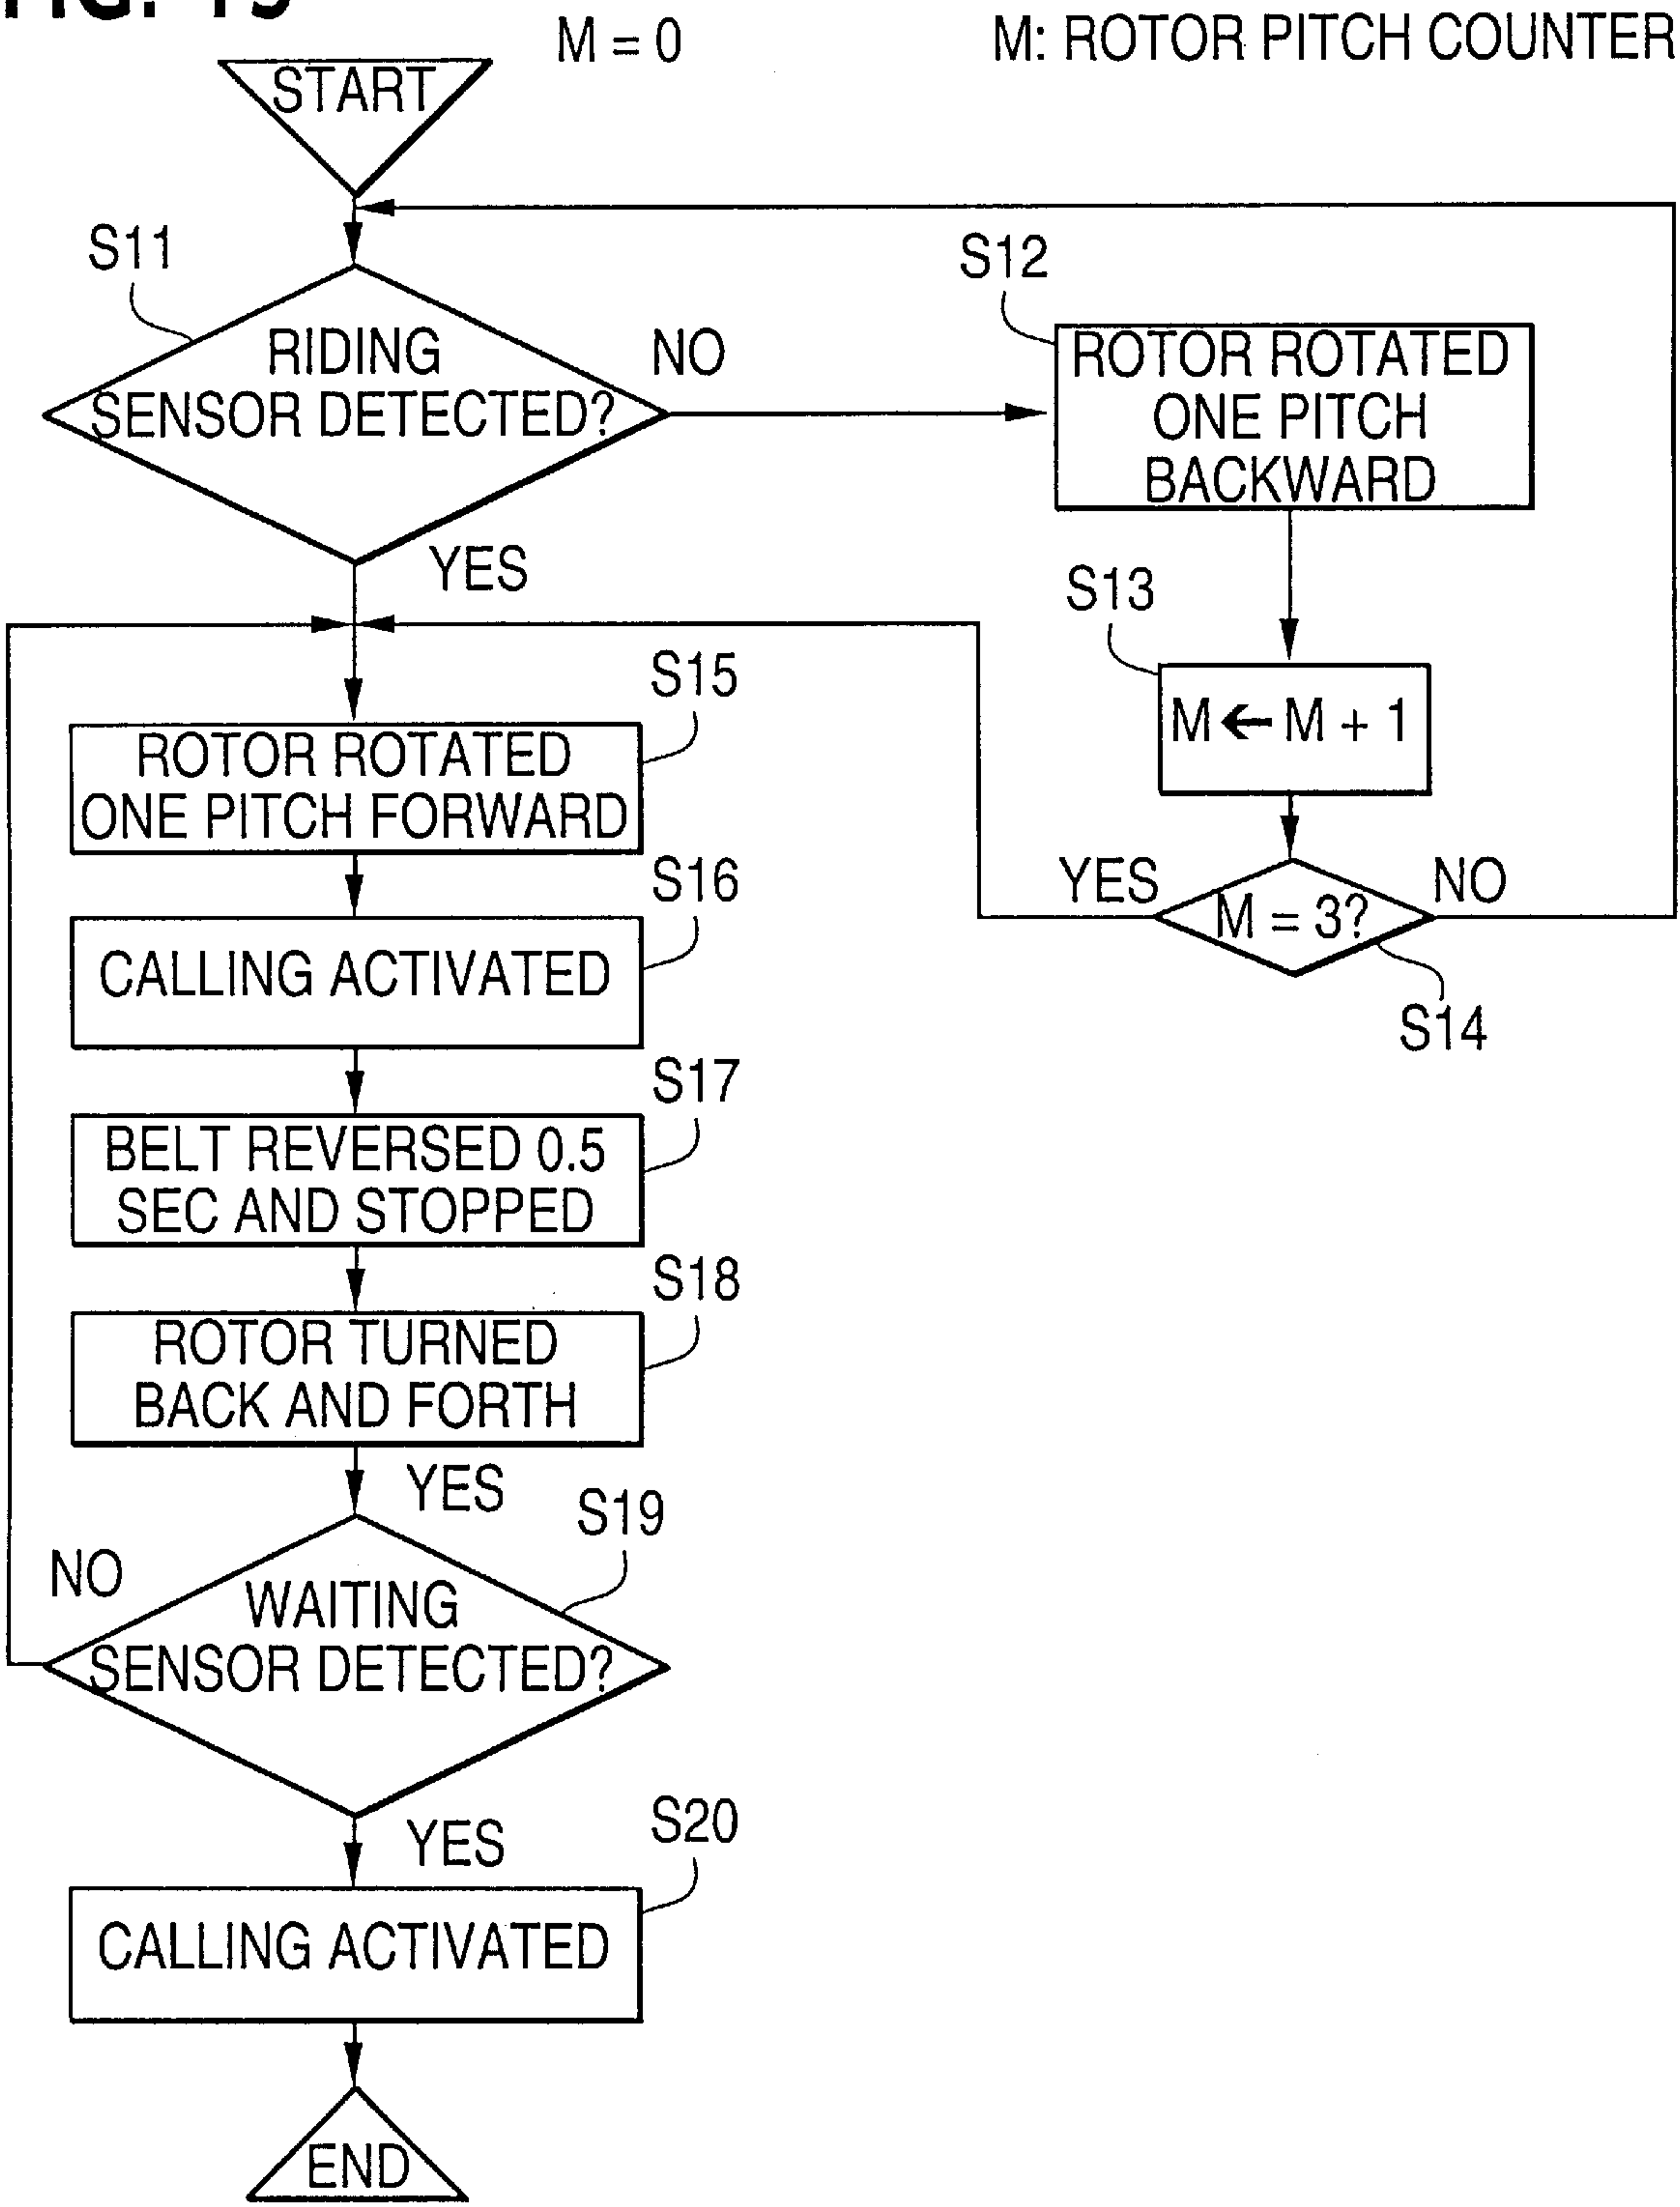 FIG.
M = 0
M: ROTOR PITCH COUNTER
START
S11
RIDING
SENSOR DETECTED?
NO
YES
S12
ROTOR ROTATED
ONE PITCH
BACKWARD
S13
M ← M + 1
YES
M = 3?
NO
S14
S15
ROTOR ROTATED
ONE PITCH FORWARD
S16
CALLING ACTIVATED
S17
BELT REVERSED 0.5
SEC AND STOPPED
S18
ROTOR TURNED
BACK AND FORTH
YES
S19
NO
WAITING
SENSOR DETECTED?
YES
S20
CALLING ACTIVATED
END